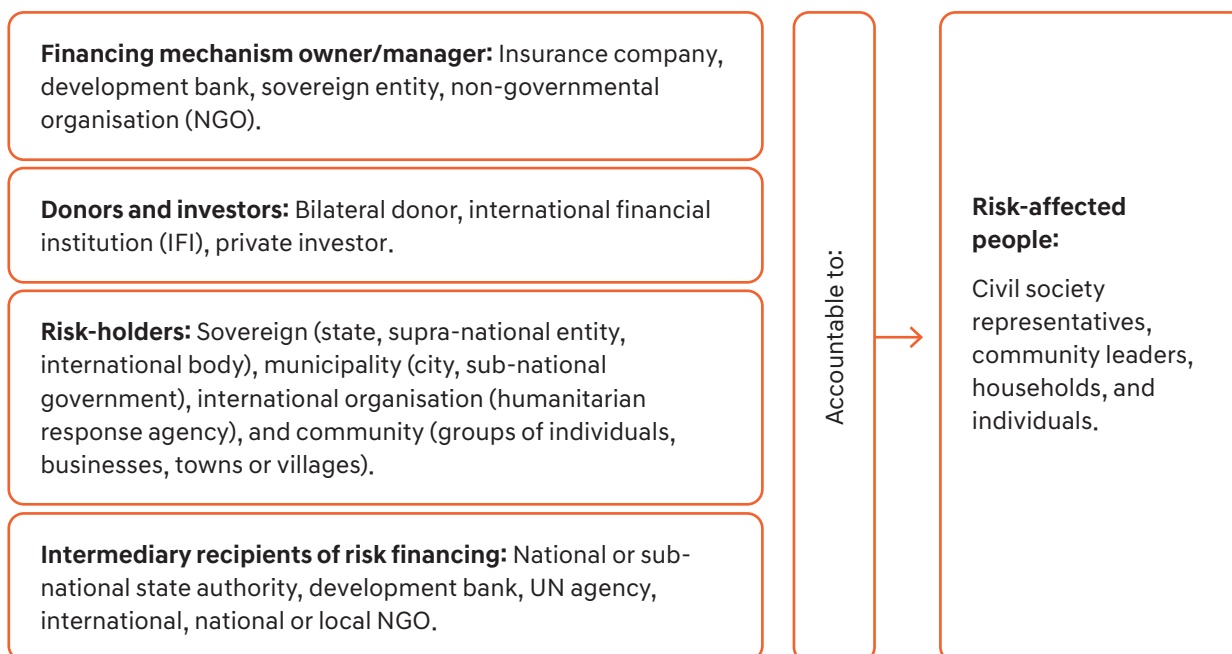 Financing mechanism owner/manager: Insurance company,
development bank, sovereign entity, non-governmental
organisation (NGO).
Donors and investors: Bilateral donor, international financial
institution (IFI), private investor.
Risk-holders: Sovereign (state, supra-national entity,
international body), municipality (city, sub-national
government), international organisation (humanitarian
response agency), and community (groups of individuals,
businesses, towns or villages).
Intermediary recipients of risk financing: National or sub-
national state authority, development bank, UN agency,
international, national or local NGO.
Accountable to:
Risk-affected
people:
Civil society
representatives,
community leaders,
households, and
individuals.